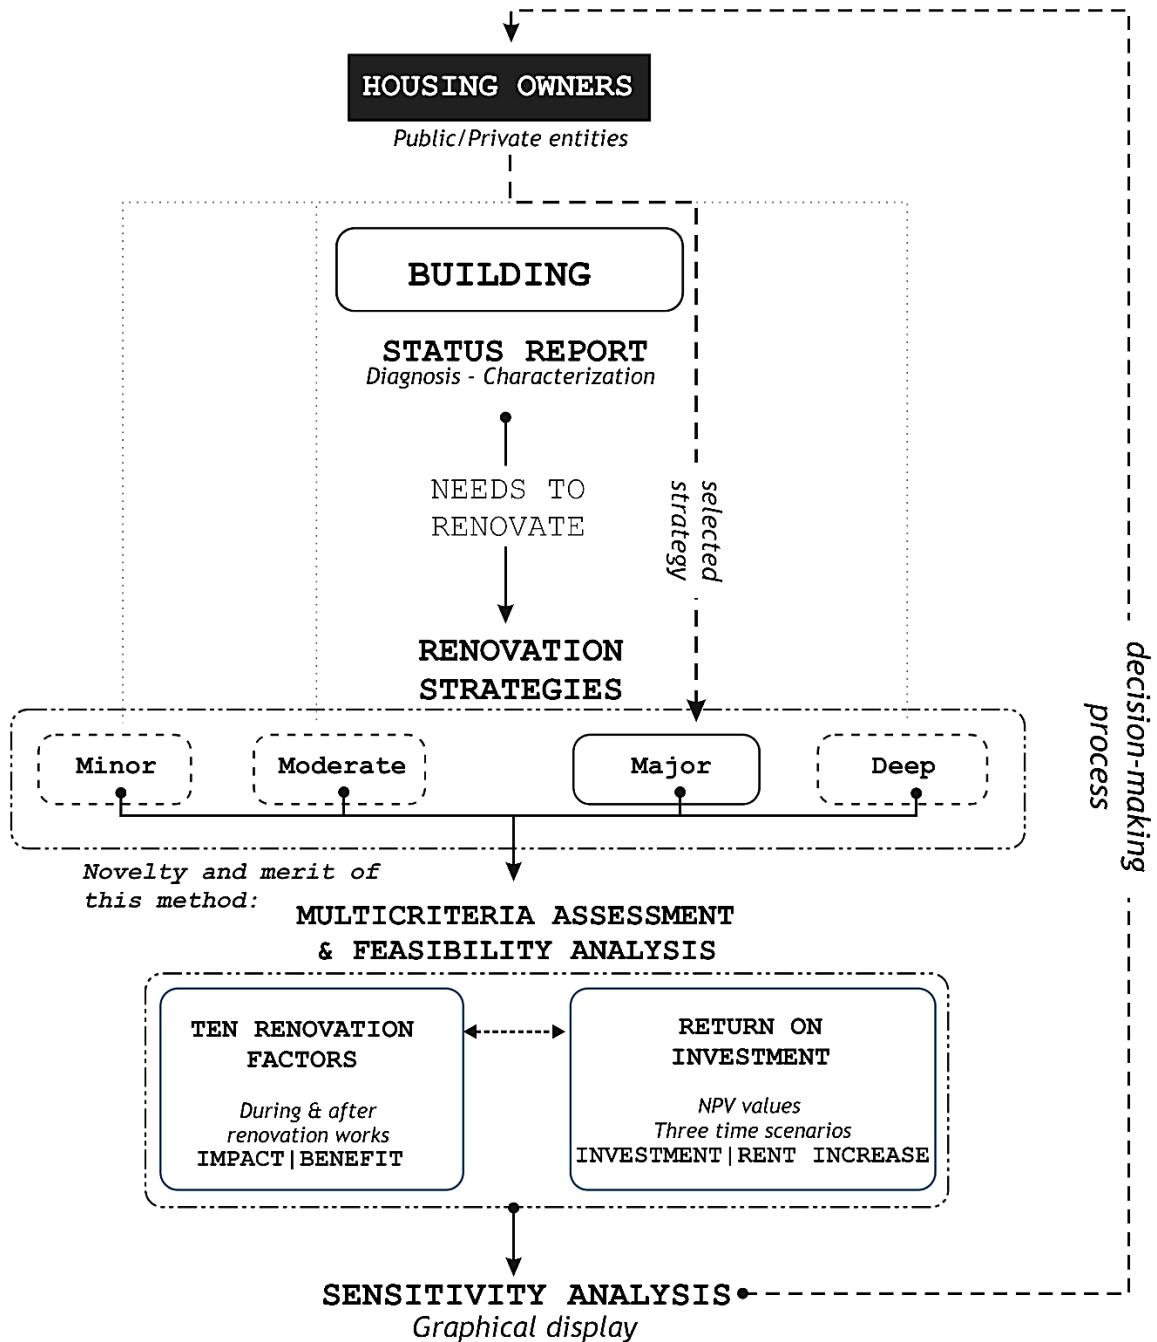 HOUSING OWNERS
Public/Private entities
BUILDING
STATUS REPORT
Diagnosis - Characterization
NEEDS TO
RENOVATE
selected
strategy
RENOVATION
STRATEGIES
Minor
Moderate
Major
Deep
decision-making
process
Novelty and merit of
this method:
MULTICRITERIA ASSESSMENT
& FEASIBILITY ANALYSIS
TEN RENOVATION
FACTORS
During & after
renovation works
IMPACT|BENEFIT
RETURN ON
INVESTMENT
NPV values
Three time scenarios
INVESTMENT|RENT INCREASE
SENSITIVITY ANALYSIS
Graphical display